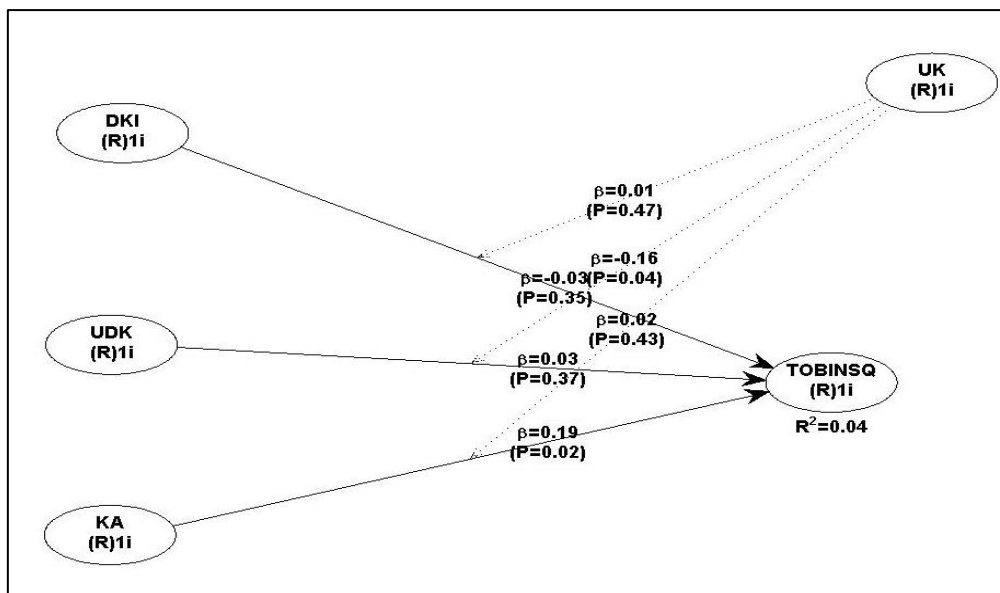 UK
(R)1i
DKI
(R)1i
β=0.01
(P=0.47)
β=-0.16
(P=0.04)
β=-0.03
(P=0.35)
β=0.02
(P=0.43)
UDK
(R)1i
β=0.03
(P=0.37)
TOBINSQ
(R)1i
R²=0.04
β=0.19
(P=0.02)
KA
(R)1i